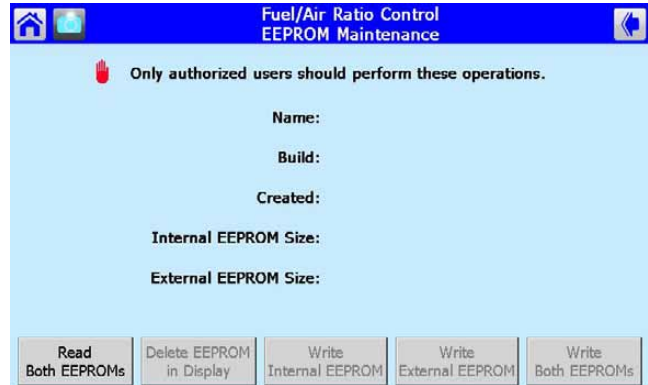 Fuel/Air Ratio Control
EEPROM Maintenance
Only authorized users should perform these operations.
Name:
Build:
Created:
Internal EEPROM Size:
External EEPROM Size:
Read
Both EEPROMs
Delete EEPROM
in Display
Write
Internal EEPROM
Write
External EEPROM
Write
Both EEPROMs